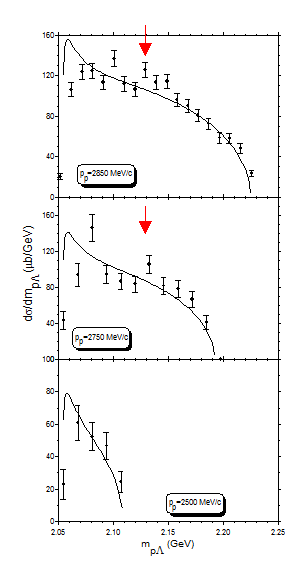 160
120
80
40
0
p_p=2850 MeV/c
160
120
80
40
p_p=2750 MeV/c
dσ/dm_pΛ (μb/GeV)
100
80
60
40
20
0
p_p=2500 MeV/c
2.05 2.10 2.15 2.20 2.25
m_pΛ (GeV)